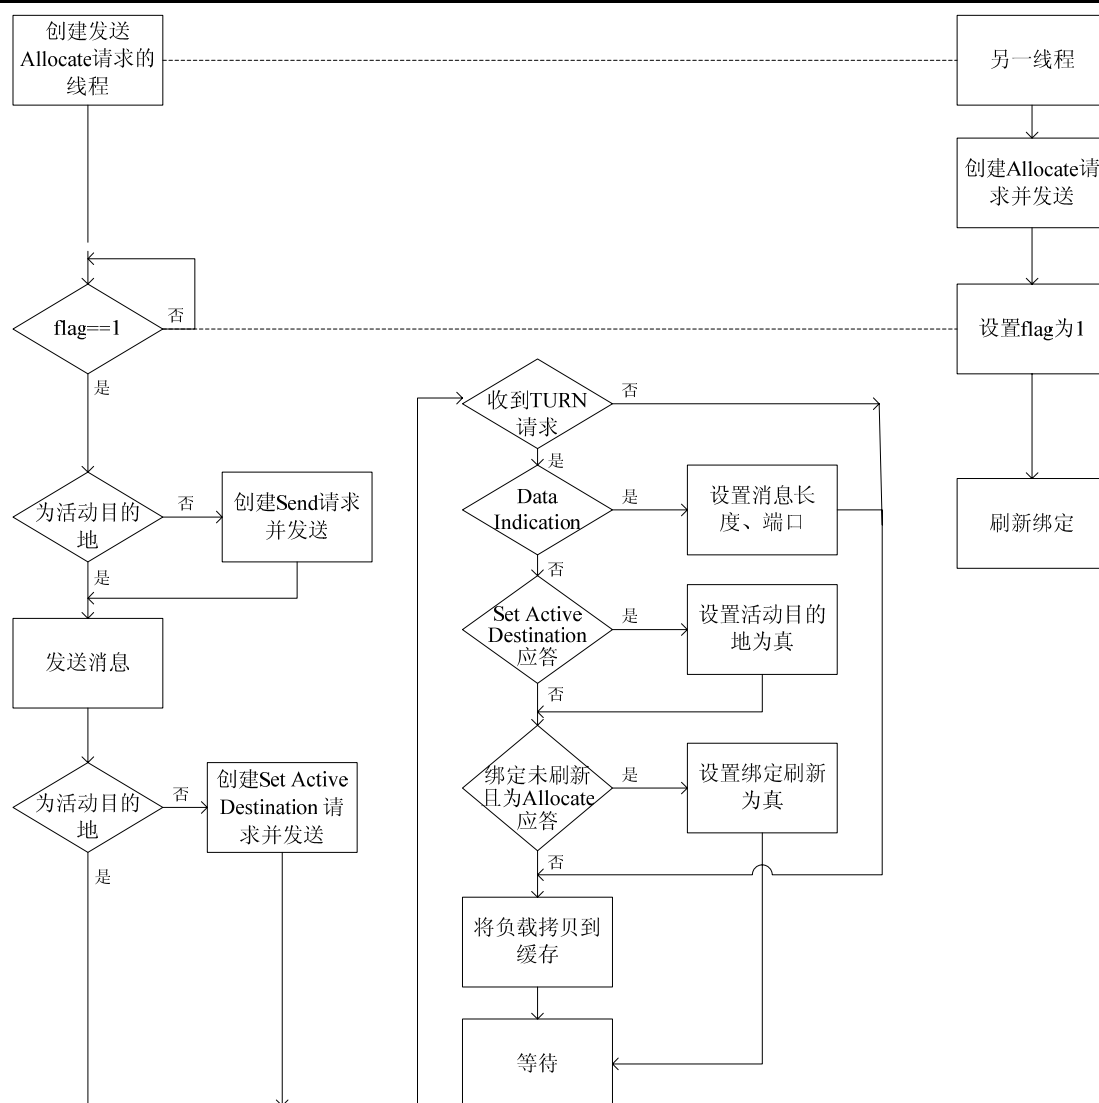 创建发送
Allocate请求的
线程
另一线程
创建Allocate请
求并发送
flag==1
否
设置flag为1
是
收到TURN
请求
否
是
为活动目的
地
否
创建Send请求
并发送
是
Data
Indication
是
设置消息长
度、端口
否
刷新绑定
发送消息
Set Active
Destination
应答
是
设置活动目的
地为真
否
为活动目的
地
否
创建Set Active
Destination 请
求并发送
是
绑定未刷新
且为Allocate
应答
是
设置绑定刷新
为真
否
将负载拷贝到
缓存
等待